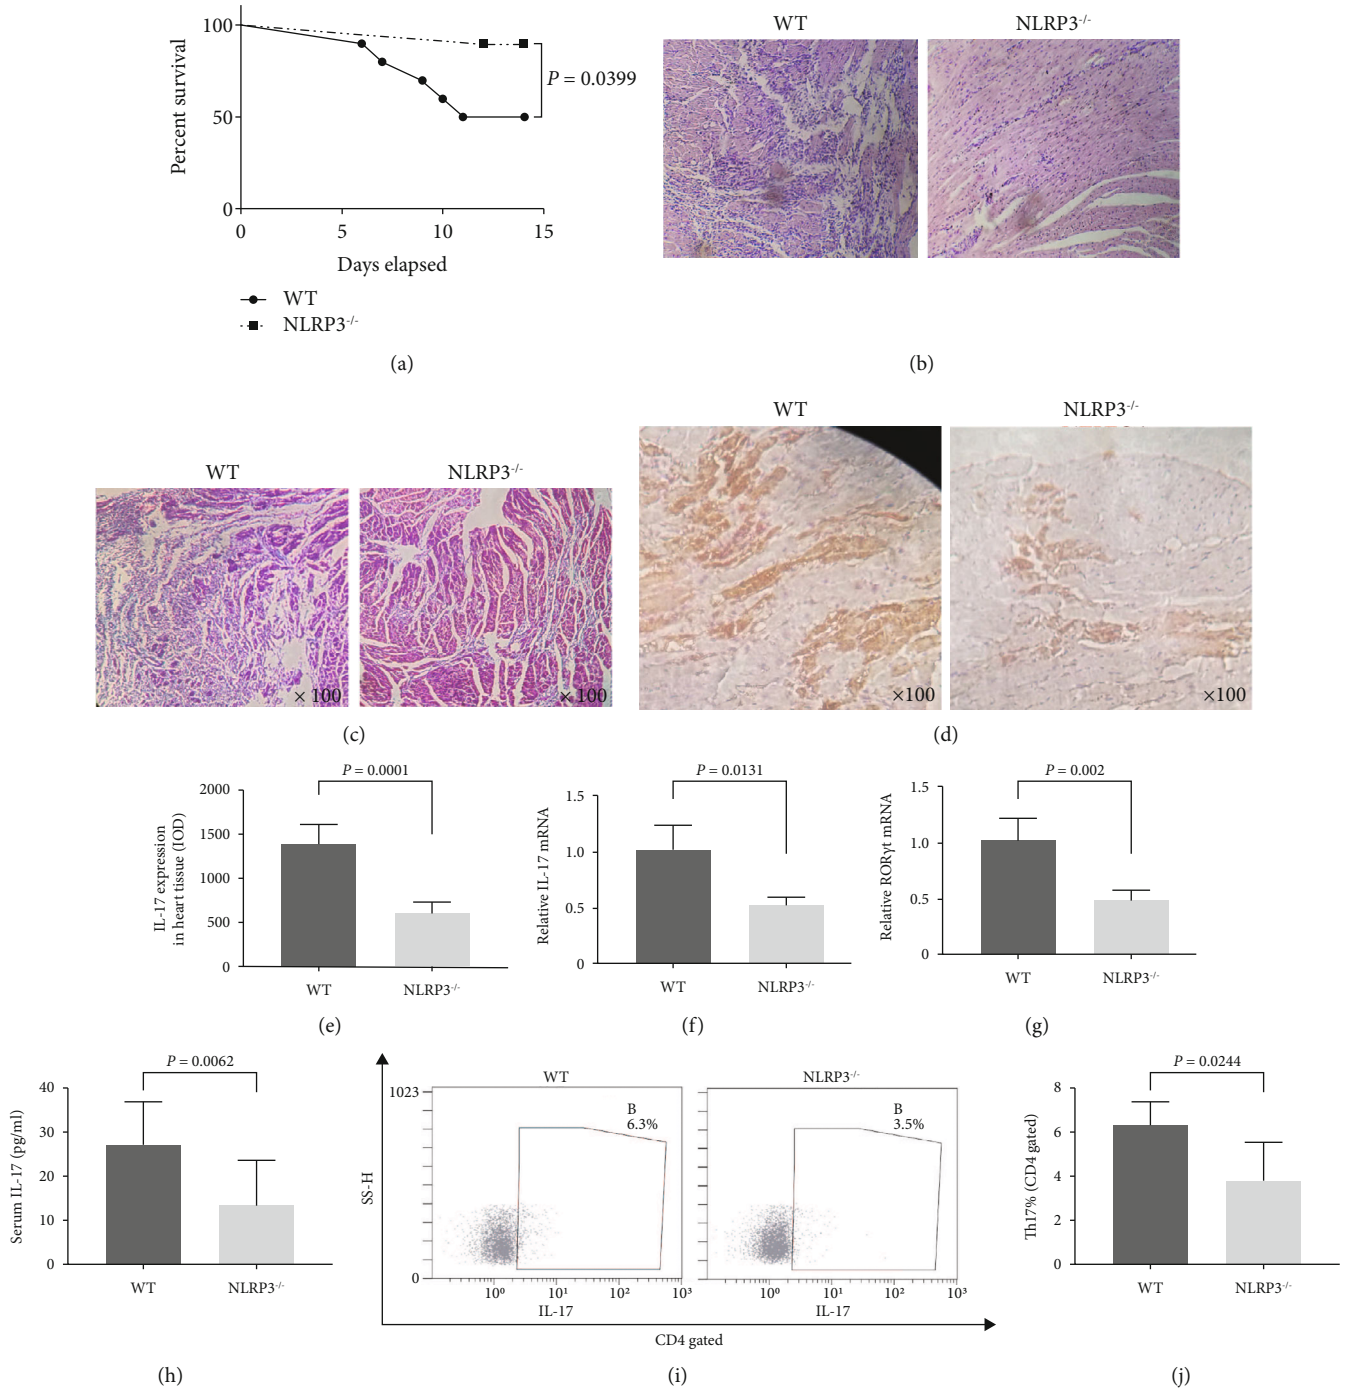 100
50
0
0
5
10
15
Percent survival
Days elapsed
P = 0.0399
WT
NLRP3-/-
(a)
WT
NLRP3-/-
(b)
WT
NLRP3-/-
× 100
× 100
(c)
WT
NLRP3-/-
×100
×100
(d)
P = 0.0001
2000
1500
1000
500
0
IL-17 expression
in heart tissue (IOD)
WT
NLRP3-/-
(e)
P = 0.0131
1.5
1.0
0.5
0
Relative IL-17 mRNA
WT
NLRP3-/-
(f)
P = 0.002
1.5
1.0
0.5
0
Relative RORγt mRNA
WT
NLRP3-/-
(g)
P = 0.0062
40
30
20
10
0
Serum IL-17 (pg/ml)
WT
NLRP3-/-
(h)
WT
1023
0
SS-H
B
6.3%
10⁰
10¹
10²
10³
IL-17
NLRP3-/-
B
3.5%
10⁰
10¹
10²
10³
IL-17
CD4 gated
(i)
P = 0.0244
8
6
4
2
0
Th17% (CD4 gated)
WT
NLRP3-/-
(j)